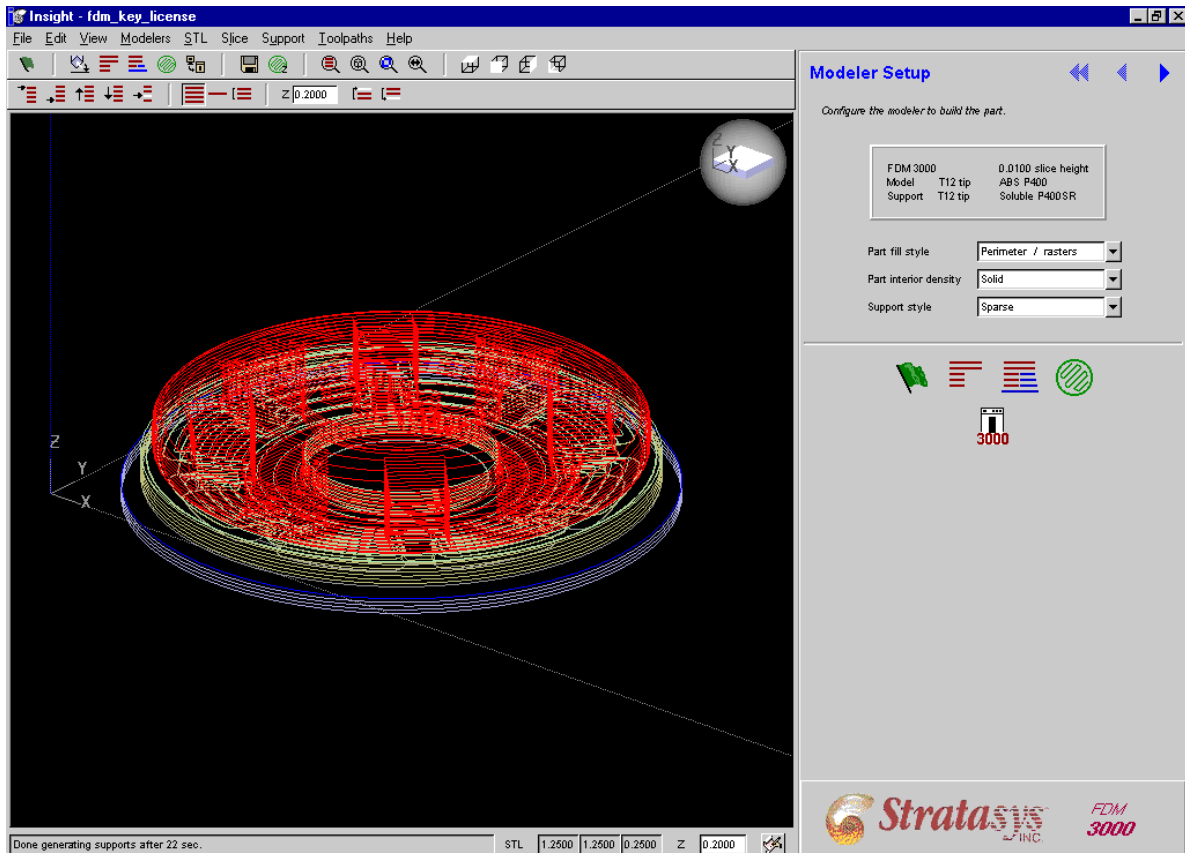 Insight - fdm_key_license
File Edit View Modelers STL Slice Support Toolpaths Help
2
Z 0.2000
Z
Y
X
Z
Y
X
Done generating supports after 22 sec.
STL 1.2500 1.2500 0.2500 Z 0.2000
Modeler Setup
Configure the modeler to build the part.
FDM 3000 0.0100 slice height
Model T12 tip ABS P400
Support T12 tip Soluble P400SR
Part fill style Perimeter / rasters
Part interior density Solid
Support style Sparse
3000
Stratasys INC.
FDM
3000